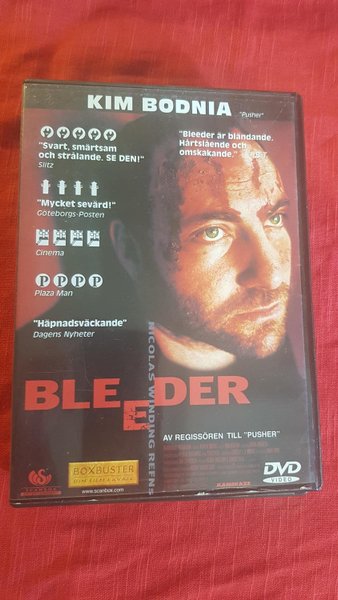 KIM BODNIA
"Pusher"
"Svart, smärtsam
och strålande. SE DEN!"
Slitz
"Bleeder är bländande.
Hårtslående och
omskakande."
"Mycket sevärd!"
Göteborgs-Posten
Cinema
P P P P
Plaza Man
"Häpnadsväckande"
Dagens Nyheter
NICOLAS WINDING REFNs
BLEEDER
AV REGISSÖREN TILL "PUSHER"
BOXBUSTER
www.scanbox.com
DVD
VIDEO